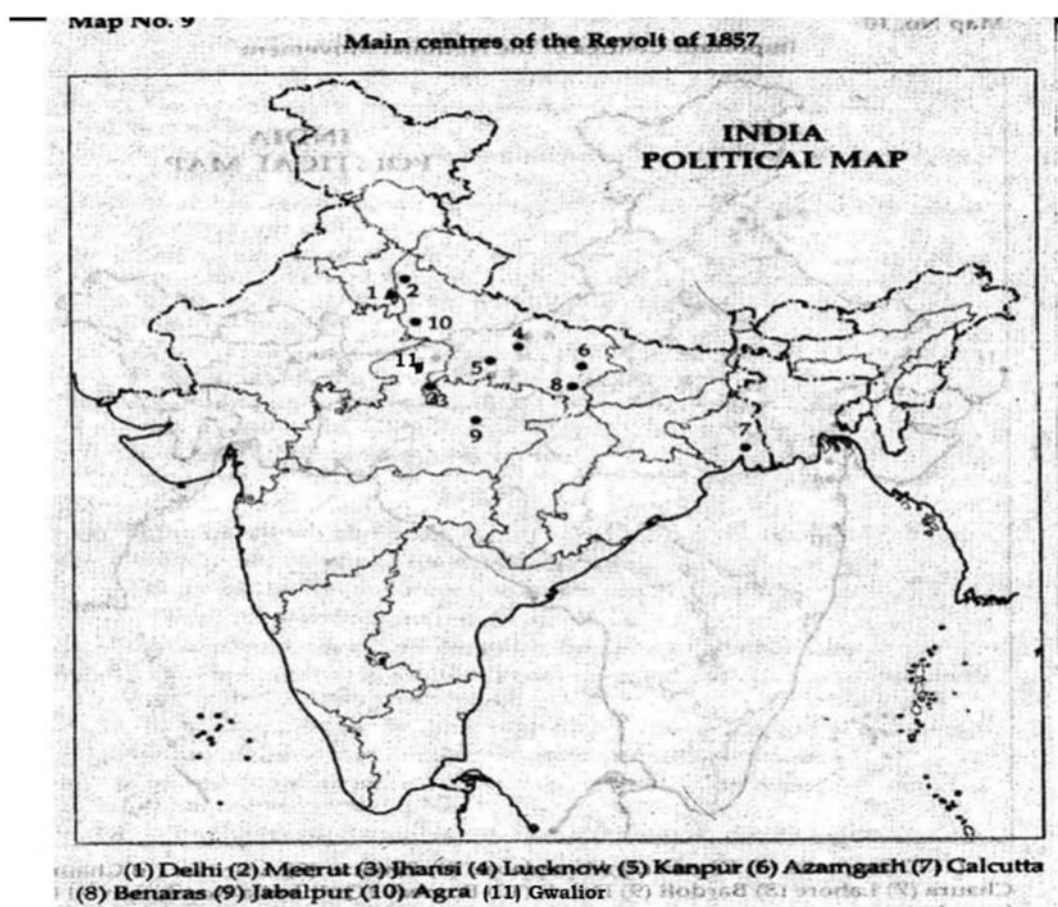 Map No. 9
Main centres of the Revolt of 1857
INDIA
POLITICAL MAP
1
2
10
4
11
5
6
8
3
9
7
(1) Delhi (2) Meerut (3) Jhansi (4) Lucknow (5) Kanpur (6) Azamgarh (7) Calcutta
(8) Benaras (9) Jabalpur (10) Agra (11) Gwalior